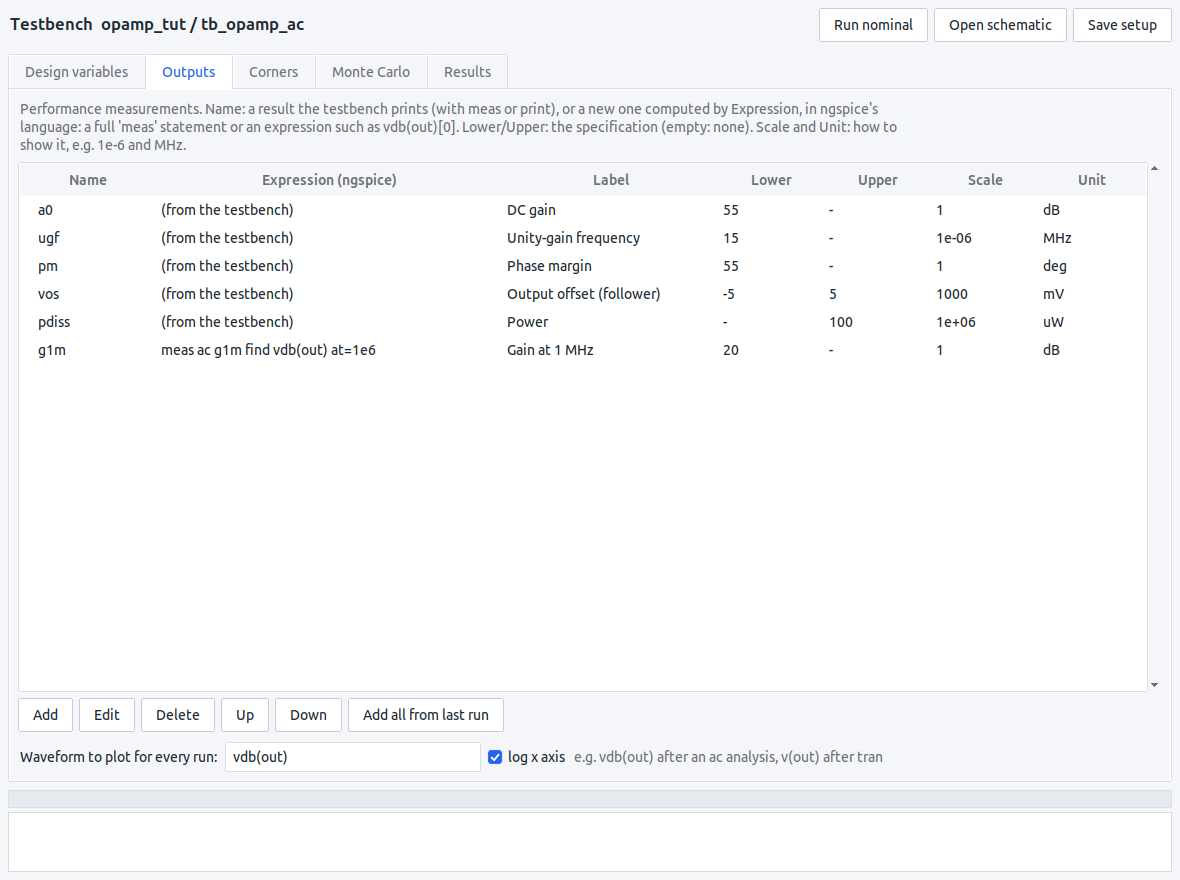 Testbench opamp_tut / tb_opamp_ac
Run nominal Open schematic Save setup
Design variables Outputs Corners Monte Carlo Results
Performance measurements. Name: a result the testbench prints (with meas or print), or a new one computed by Expression, in ngspice's
language: a full 'meas' statement or an expression such as vdb(out)[0]. Lower/Upper: the specification (empty: none). Scale and Unit: how to
show it, e.g. 1e-6 and MHz.
Name Expression (ngspice) Label Lower Upper Scale Unit
a0 (from the testbench) DC gain 55 - 1 dB
ugf (from the testbench) Unity-gain frequency 15 - 1e-06 MHz
pm (from the testbench) Phase margin 55 - 1 deg
vos (from the testbench) Output offset (follower) -5 5 1000 mV
pdiss (from the testbench) Power - 100 1e+06 uW
g1m meas ac g1m find vdb(out) at=1e6 Gain at 1 MHz 20 - 1 dB
Add Edit Delete Up Down Add all from last run
Waveform to plot for every run: vdb(out) log x axis e.g. vdb(out) after an ac analysis, v(out) after tran